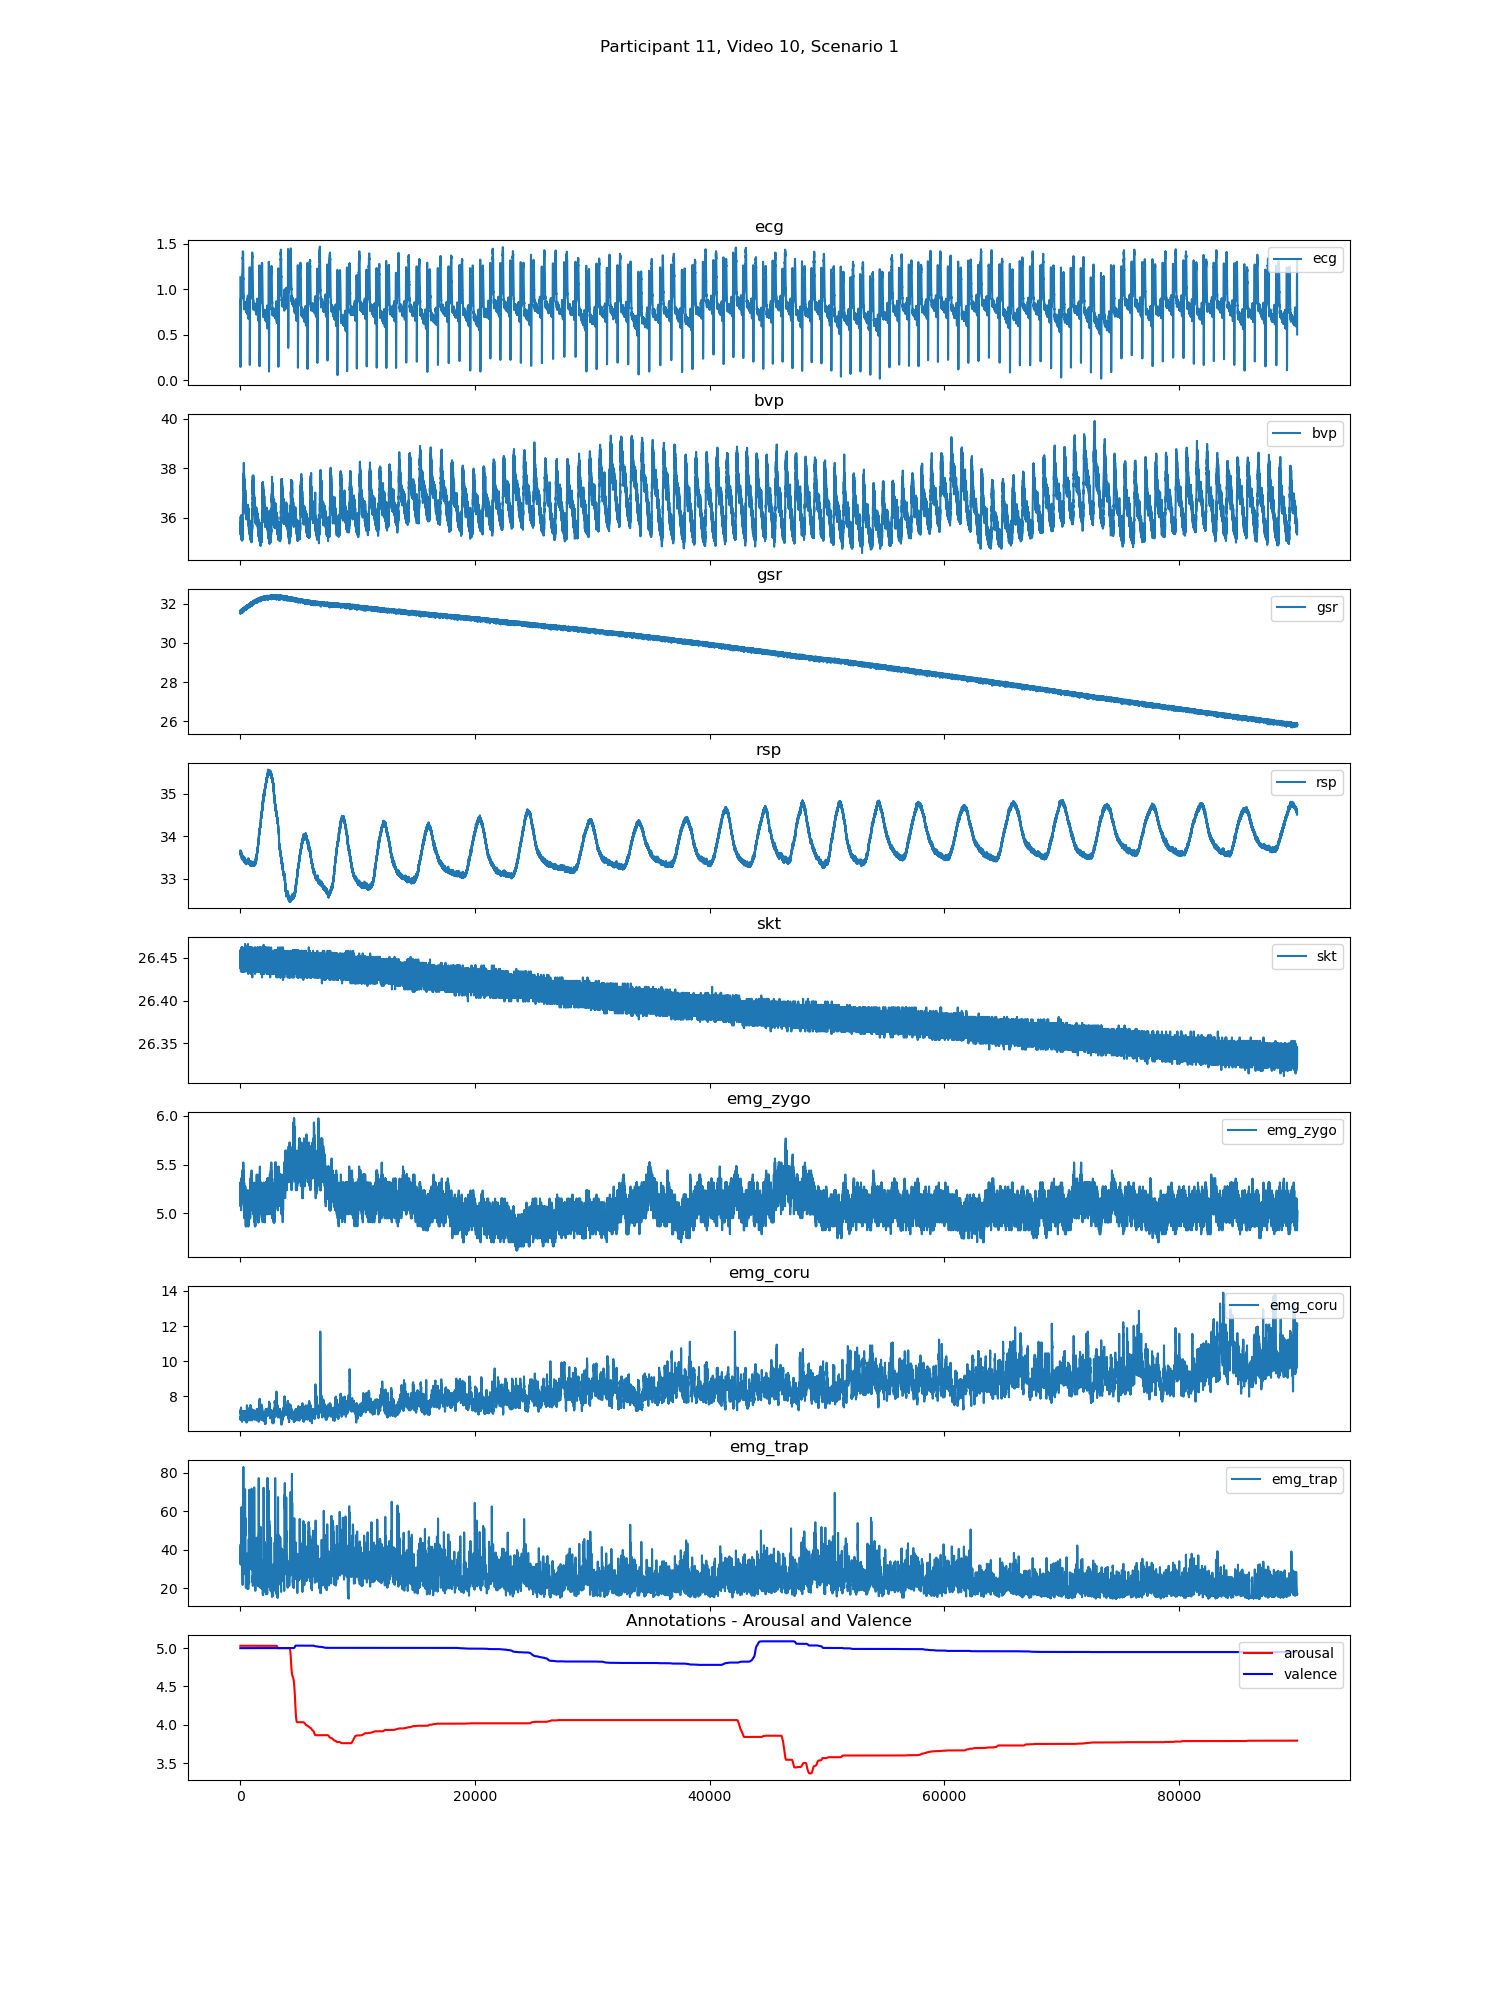 Participant 11, Video 10, Scenario 1
ecg
1.5
1.0
0.5
0.0
ecg
bvp
40
38
36
bvp
gsr
32
30
28
26
gsr
rsp
35
34
33
rsp
skt
26.45
26.40
26.35
skt
emg_zygo
6.0
5.5
5.0
emg_zygo
emg_coru
14
12
10
8
emg_coru
emg_trap
80
60
40
20
emg_trap
Annotations - Arousal and Valence
5.0
4.5
4.0
3.5
arousal
valence
0 20000 40000 60000 80000